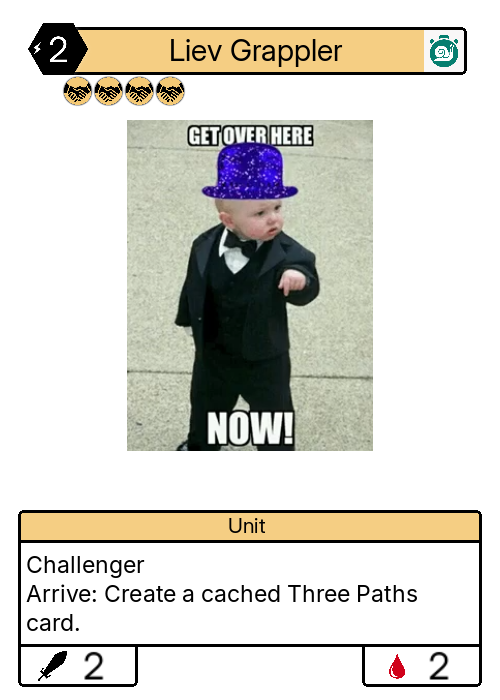 2
Liev Grappler
GET OVER HERE
NOW!
Unit
Challenger
Arrive: Create a cached Three Paths
card.
2
2